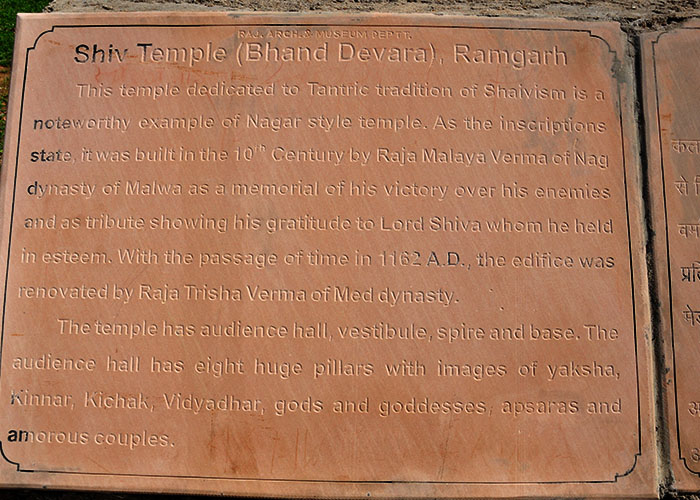 RAJ. ARCH.& MUSEUM DEPTT.
Shiv Temple (Bhand Devara), Ramgarh
This temple dedicated to Tantric tradition of Shaivism is a
noteworthy example of Nagar style temple. As the inscriptions
state, it was built in the 10th Century by Raja Malaya Verma of Nag
dynasty of Malwa as a memorial of his victory over his enemies
and as tribute showing his gratitude to Lord Shiva whom he held
in esteem. With the passage of time in 1162 A.D., the edifice was
renovated by Raja Trisha Verma of Med dynasty.
The temple has audience hall, vestibule, spire and base. The
audience hall has eight huge pillars with images of yaksha,
Kinnar, Kichak, Vidyadhar, gods and goddesses, apsaras and
amorous couples.
से